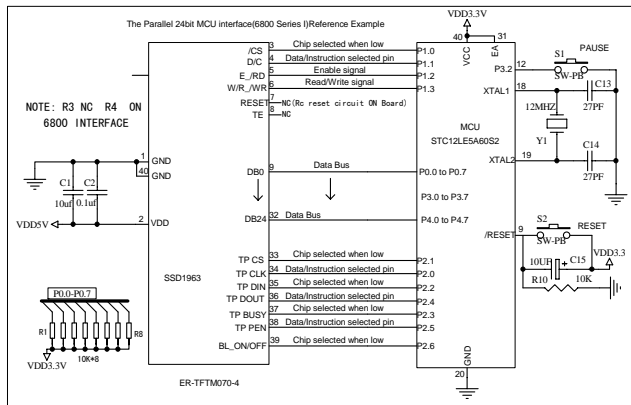 The Parallel 24bit MCU interface(6800 Series I)Reference Example
VDD3.3V
40
31
VCC
EA
/CS
3
Chip selected when low
P1.0
D/C
4
Data/Instruction selected pin
P1.1
E_/RD
5
Enable signal
P1.2
W/R_/WR
6
Read/Write signal
P1.3
RESET
7
NC(Rc reset circuit ON Board)
TE
8
NC
NOTE: R3 NC R4 ON
6800 INTERFACE
P3.2
12
S1
PAUSE
SW-PB
XTAL1
18
C13
27PF
12MHZ
Y1
MCU
STC12LE5A60S2
XTAL2
19
C14
27PF
1
GND
40
GND
C1
C2
10uf
0.1uf
VDD5V
2
VDD
DB0
9
Data Bus
P0.0 to P0.7
P3.0 to P3.7
DB24
32
Data Bus
P4.0 to P4.7
/RESET
9
S2
RESET
SW-PB
VDD3.3
10UF
+
C15
R10
10K
SSD1963
TP CS
33
Chip selected when low
P2.1
TP CLK
34
Data/Instruction selected pin
P2.0
TP DIN
35
Chip selected when low
P2.2
TP DOUT
36
Data/Instruction selected pin
P2.4
TP BUSY
37
Chip selected when low
P2.3
TP PEN
38
Data/Instruction selected pin
P2.5
BL_ON/OFF
39
Chip selected when low
P2.6
P0.0-P0.7
R1
R8
10K*8
VDD3.3V
GND
20
ER-TFTM070-4